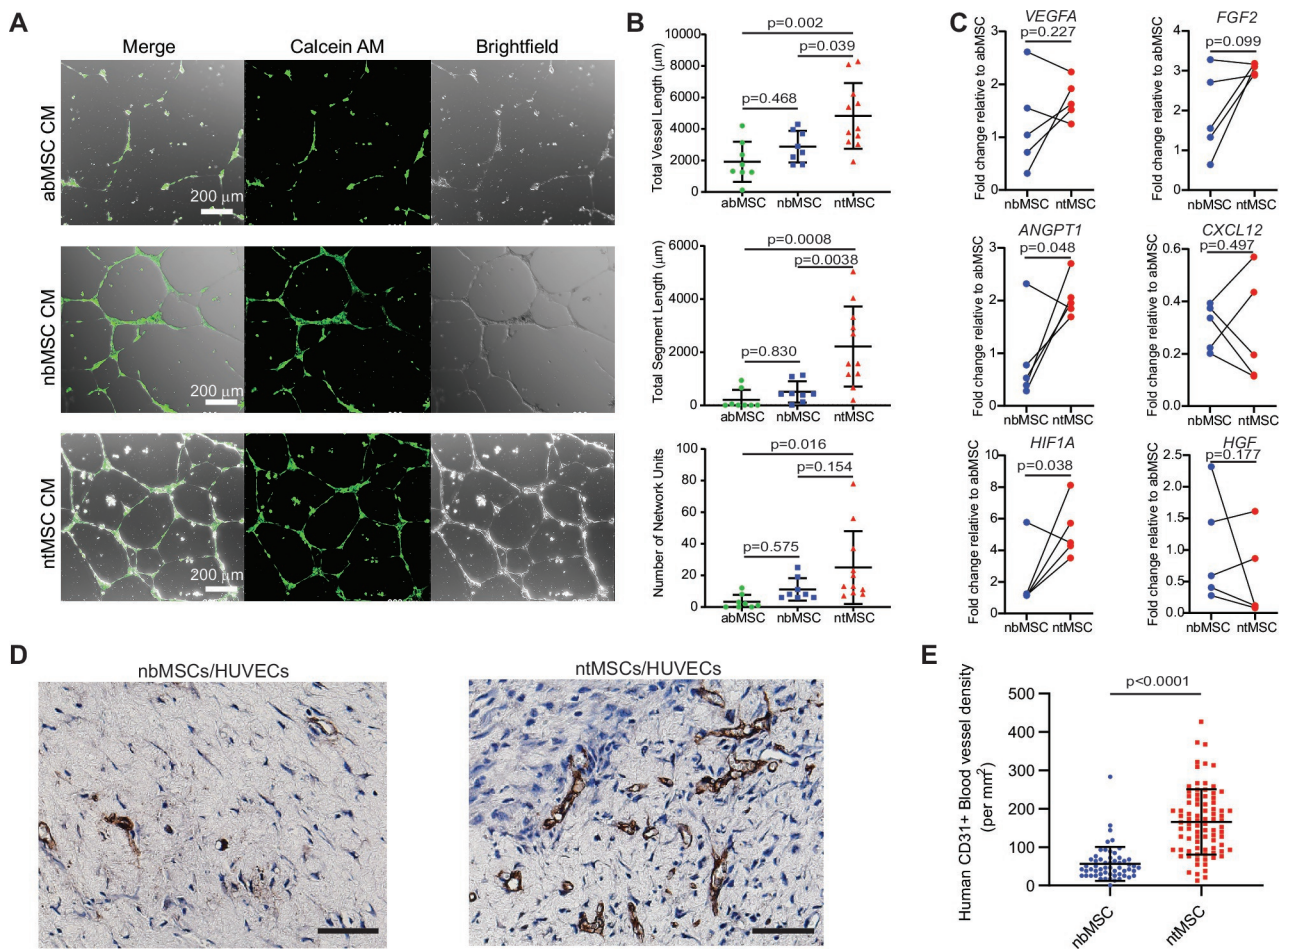 A
Merge
Calcein AM
Brightfield
abMSC CM
200 μm
nbMSC CM
200 μm
ntMSC CM
200 μm
B
p=0.002
p=0.039
p=0.468
Total Vessel Length (μm)
10000
8000
6000
4000
2000
0
abMSC nbMSC ntMSC
p=0.0008
p=0.0038
p=0.830
Total Segment Length (μm)
6000
4000
2000
0
abMSC nbMSC ntMSC
p=0.016
p=0.154
p=0.575
Number of Network Units
100
80
60
40
20
0
abMSC nbMSC ntMSC
C
VEGFA
p=0.227
Fold change relative to abMSC
3
2
1
0
nbMSC ntMSC
FGF2
p=0.099
Fold change relative to abMSC
4
3
2
1
0
nbMSC ntMSC
ANGPT1
p=0.048
Fold change relative to abMSC
3
2
1
0
nbMSC ntMSC
CXCL12
p=0.497
Fold change relative to abMSC
0.6
0.4
0.2
0.0
nbMSC ntMSC
HIF1A
p=0.038
Fold change relative to abMSC
10
8
6
4
2
0
nbMSC ntMSC
HGF
p=0.177
Fold change relative to abMSC
2.5
2.0
1.5
1.0
0.5
0.0
nbMSC ntMSC
D
nbMSCs/HUVECs
ntMSCs/HUVECs
E
p<0.0001
Human CD31+ Blood vessel density
(per mm2)
500
400
300
200
100
0
nbMSC
ntMSC